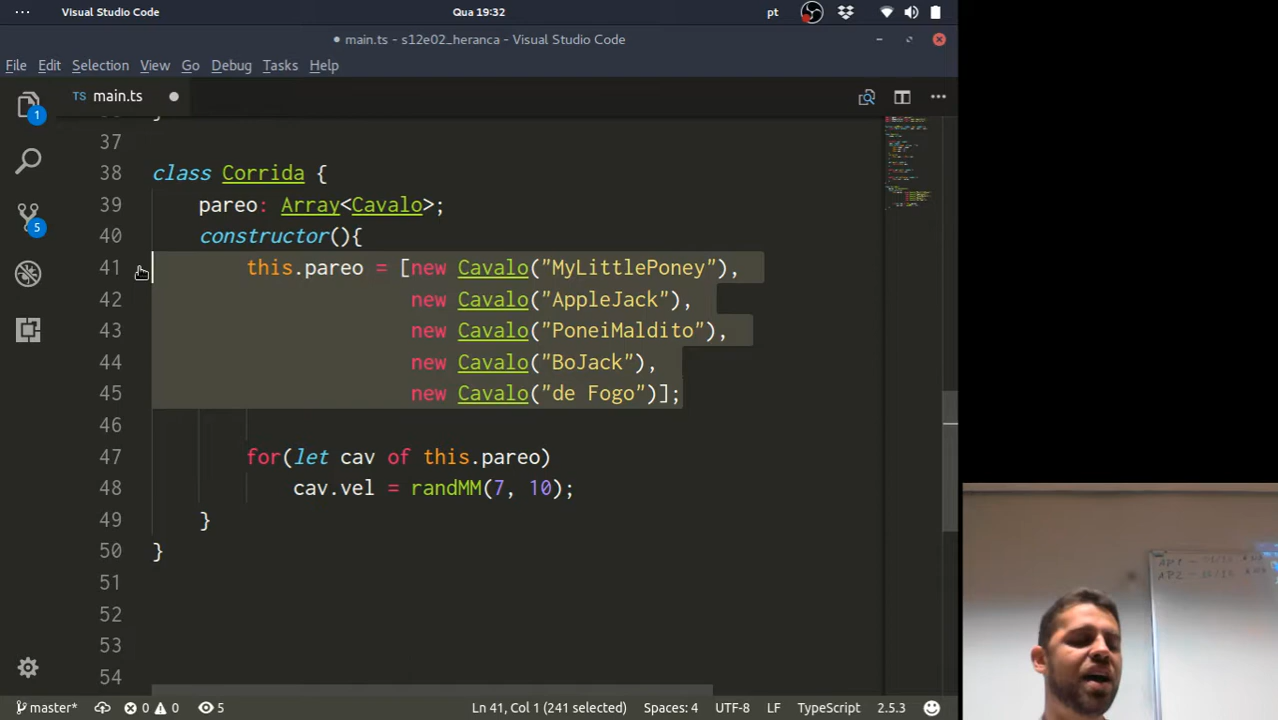 Visual Studio Code
Qua 19:32
pt
main.ts - s12e02_heranca - Visual Studio Code
File Edit Selection View Go Debug Tasks Help
TS main.ts
1
5
37
38 class Corrida {
39 pareo: Array<Cavalo>;
40 constructor(){
41 this.pareo = [new Cavalo("MyLittlePoney"),
42 new Cavalo("AppleJack"),
43 new Cavalo("PoneiMaldito"),
44 new Cavalo("BoJack"),
45 new Cavalo("de Fogo")];
46
47 for(let cav of this.pareo)
48 cav.vel = randMM(7, 10);
49 }
50 }
51
52
53
54
master* 0 0 5 Ln 41, Col 1 (241 selected) Spaces: 4 UTF-8 LF TypeScript 2.5.3